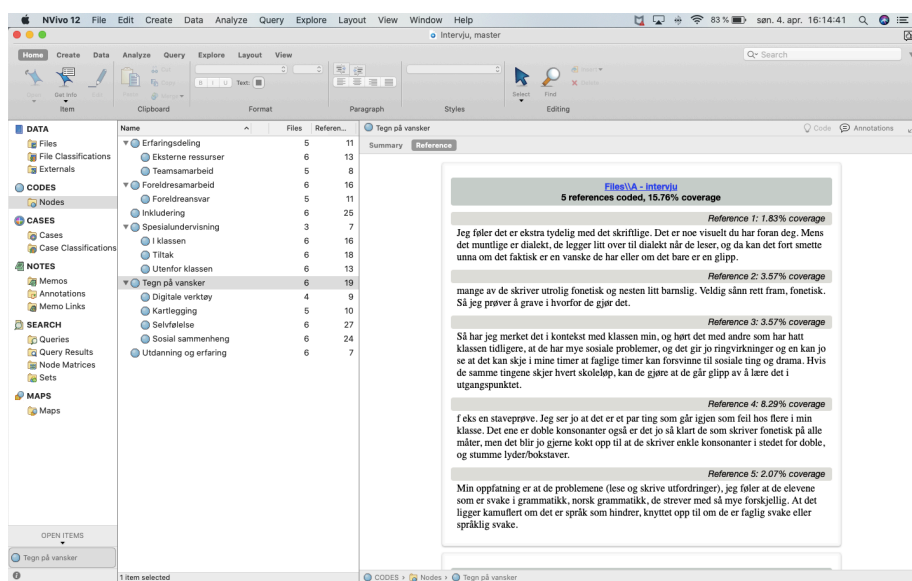 NVivo 12 File Edit Create Data Analyze Query Explore Layout View Window Help 83 % søn. 4. apr. 16:14:41
Intervju, master
Home Create Data Analyze Query Explore Layout View
Search
Get Info
Text:
Select Find
Item Clipboard Format Paragraph Styles Editing
DATA
Files
File Classifications
Externals
CODES
Nodes
CASES
Cases
Case Classifications
NOTES
Memos
Annotations
Memo Links
SEARCH
Queries
Query Results
Node Matrices
Sets
MAPS
Maps
OPEN ITEMS
Tegn på vansker
Name Files Referen...
Erfaringsdeling 5 11
Eksterne ressurser 6 13
Teamsamarbeid 5 8
Foreldresamarbeid 6 16
Foreldreansvar 5 11
Inkludering 6 25
Spesialundervisning 3 7
I klassen 6 16
Tiltak 6 18
Utenfor klassen 6 13
Tegn på vansker 6 19
Digitale verktøy 4 9
Kartlegging 5 10
Selvfølelse 6 27
Sosial sammenheng 6 24
Utdanning og erfaring 6 7
1 item selected
Tegn på vansker Code Annotations
Summary Reference
Files\\A - intervju
5 references coded, 15.76% coverage
Reference 1: 1.83% coverage
Jeg føler det er ekstra tydelig med det skriftlige. Det er noe visuelt du har foran deg. Mens
det muntlige er dialekt, de legger litt over til dialekt når de leser, og da kan det fort smette
unna om det faktisk er en vanske de har eller om det bare er en glipp.
Reference 2: 3.57% coverage
mange av de skriver utrolig fonetisk og nesten litt barnslig. Veldig sånn rett fram, fonetisk.
Så jeg prøver å grave i hvorfor de gjør det.
Reference 3: 3.57% coverage
Så har jeg merket det i kontekst med klassen min, og hørt det med andre som har hatt
klassen tidligere, at de har mye sosiale problemer, og det gir jo ringvirkninger og en kan jo
se at det kan skje i mine timer at faglige timer kan forsvinne til sosiale ting og drama. Hvis
de samme tingene skjer hvert skoleløp, kan de gjøre at de går glipp av å lære det i
utgangspunktet.
Reference 4: 8.29% coverage
f eks en staveprøve. Jeg ser jo at det er et par ting som går igjen som feil hos flere i min
klasse. Det ene er doble konsonanter også er det jo så klart de som skriver fonetisk på alle
måter, men det blir jo gjerne kokt opp til at de skriver enkle konsonanter i stedet for doble,
og stumme lyder/bokstaver.
Reference 5: 2.07% coverage
Min oppfatning er at de problemene (lese og skrive utfordringer), jeg føler at de elevene
som er svake i grammatikk, norsk grammatikk, de strever med så mye forskjellig. At det
ligger kamuflert om det er språk som hindrer, knyttet opp til om de er faglig svake eller
språklig svake.
CODES > Nodes > Tegn på vansker